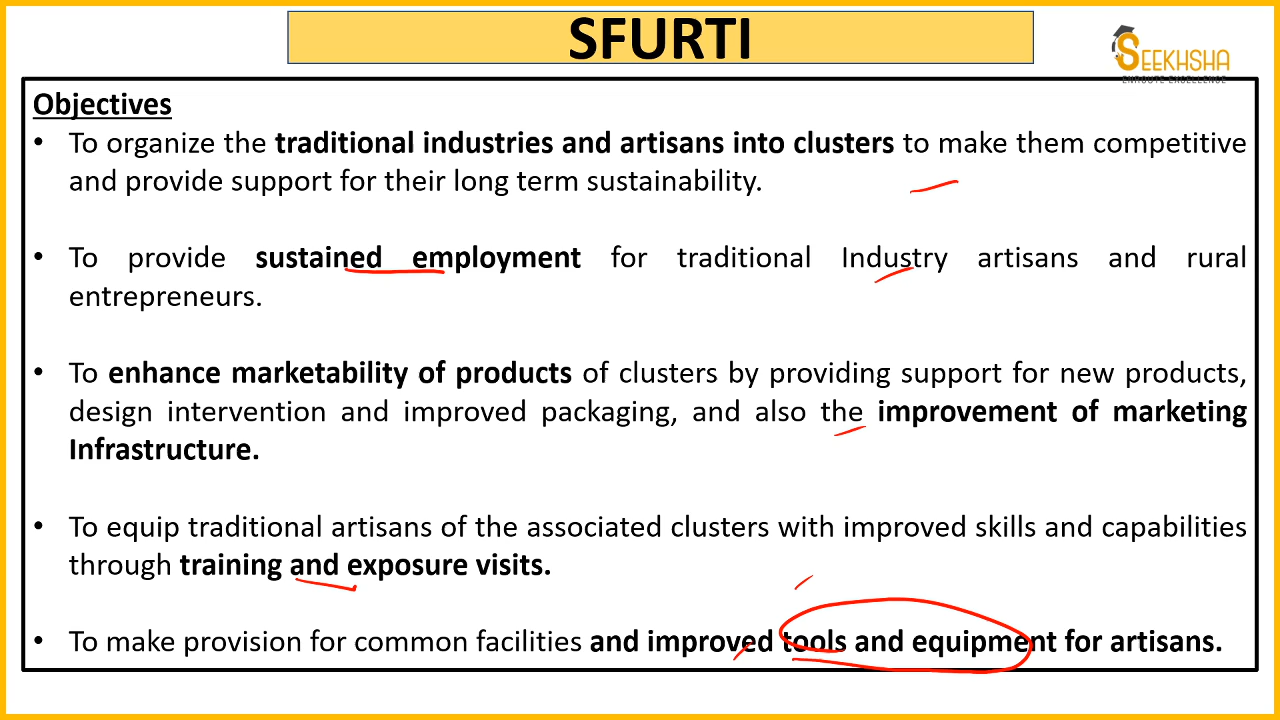 SFURTI
SEEKHSHA
ENROUTE EXCELLENCE
Objectives
• To organize the traditional industries and artisans into clusters to make them competitive
and provide support for their long term sustainability.
• To provide sustained employment for traditional Industry artisans and rural
entrepreneurs.
• To enhance marketability of products of clusters by providing support for new products,
design intervention and improved packaging, and also the improvement of marketing
Infrastructure.
• To equip traditional artisans of the associated clusters with improved skills and capabilities
through training and exposure visits.
• To make provision for common facilities and improved tools and equipment for artisans.